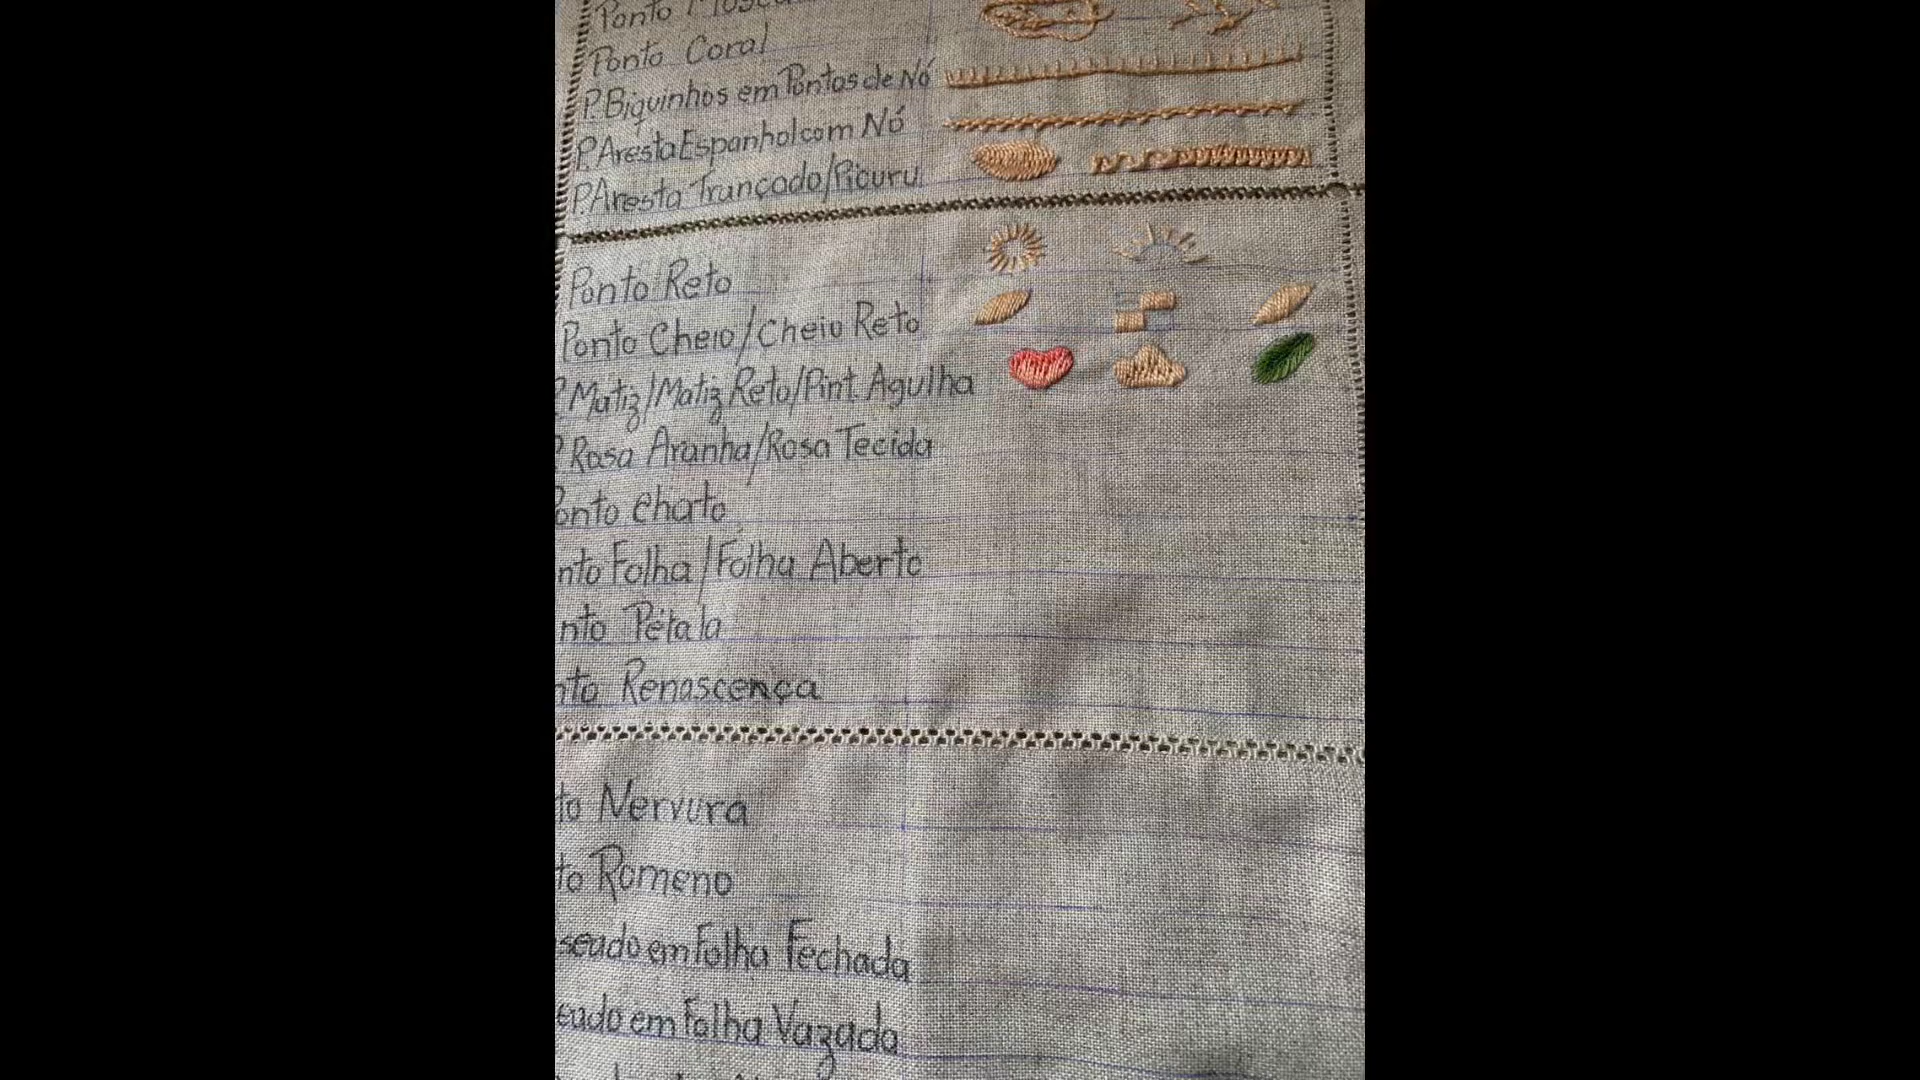 Ponto
Ponto Coral
P. Biquinhos em Pontos de Nó
P. Aresta Espanhol com Nó
P. Aresta Trançado/Picuru
Ponto Reto
Ponto Cheio/Cheio Reto
P. Matiz/Matiz Reto/Pint. Agulha
P Rosa Aranha/Rosa Tecida
Ponto Chato
nto Folha/Folha Aberto
nto Pétala
nto Renascença
to Nervura
to Romeno
seado em Folha Fechada
eado em Folha Vazada